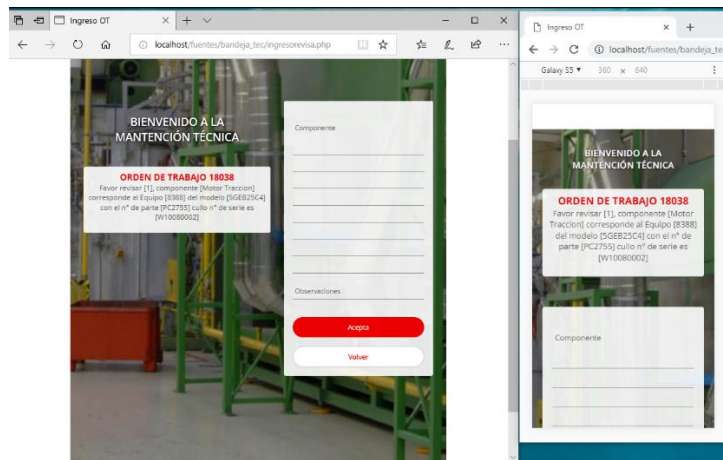 Ingreso OT
localhost/fuentes/bandeja_tec/ingresorevisa.php
BIENVENIDO A LA
MANTENCIÓN TÉCNICA
ORDEN DE TRABAJO 18038
Favor revisar [1], componente [Motor Traccion]
corresponde al Equipo [8388] del modelo [5GEB25C4]
con el n° de parte [PC2755] cullo n° de serie es
[W10080002]
Componente
Observaciones
Acepta
Volver
Ingreso OT
localhost/fuentes/bandeja_te
Galaxy S5 ▼ 360 x 640
BIENVENIDO A LA
MANTENCIÓN TÉCNICA
ORDEN DE TRABAJO 18038
Favor revisar [1], componente [Motor
Traccion] corresponde al Equipo [8388]
del modelo [5GEB25C4] con el n° de
parte [PC2755] cullo n° de serie es
[W10080002]
Componente